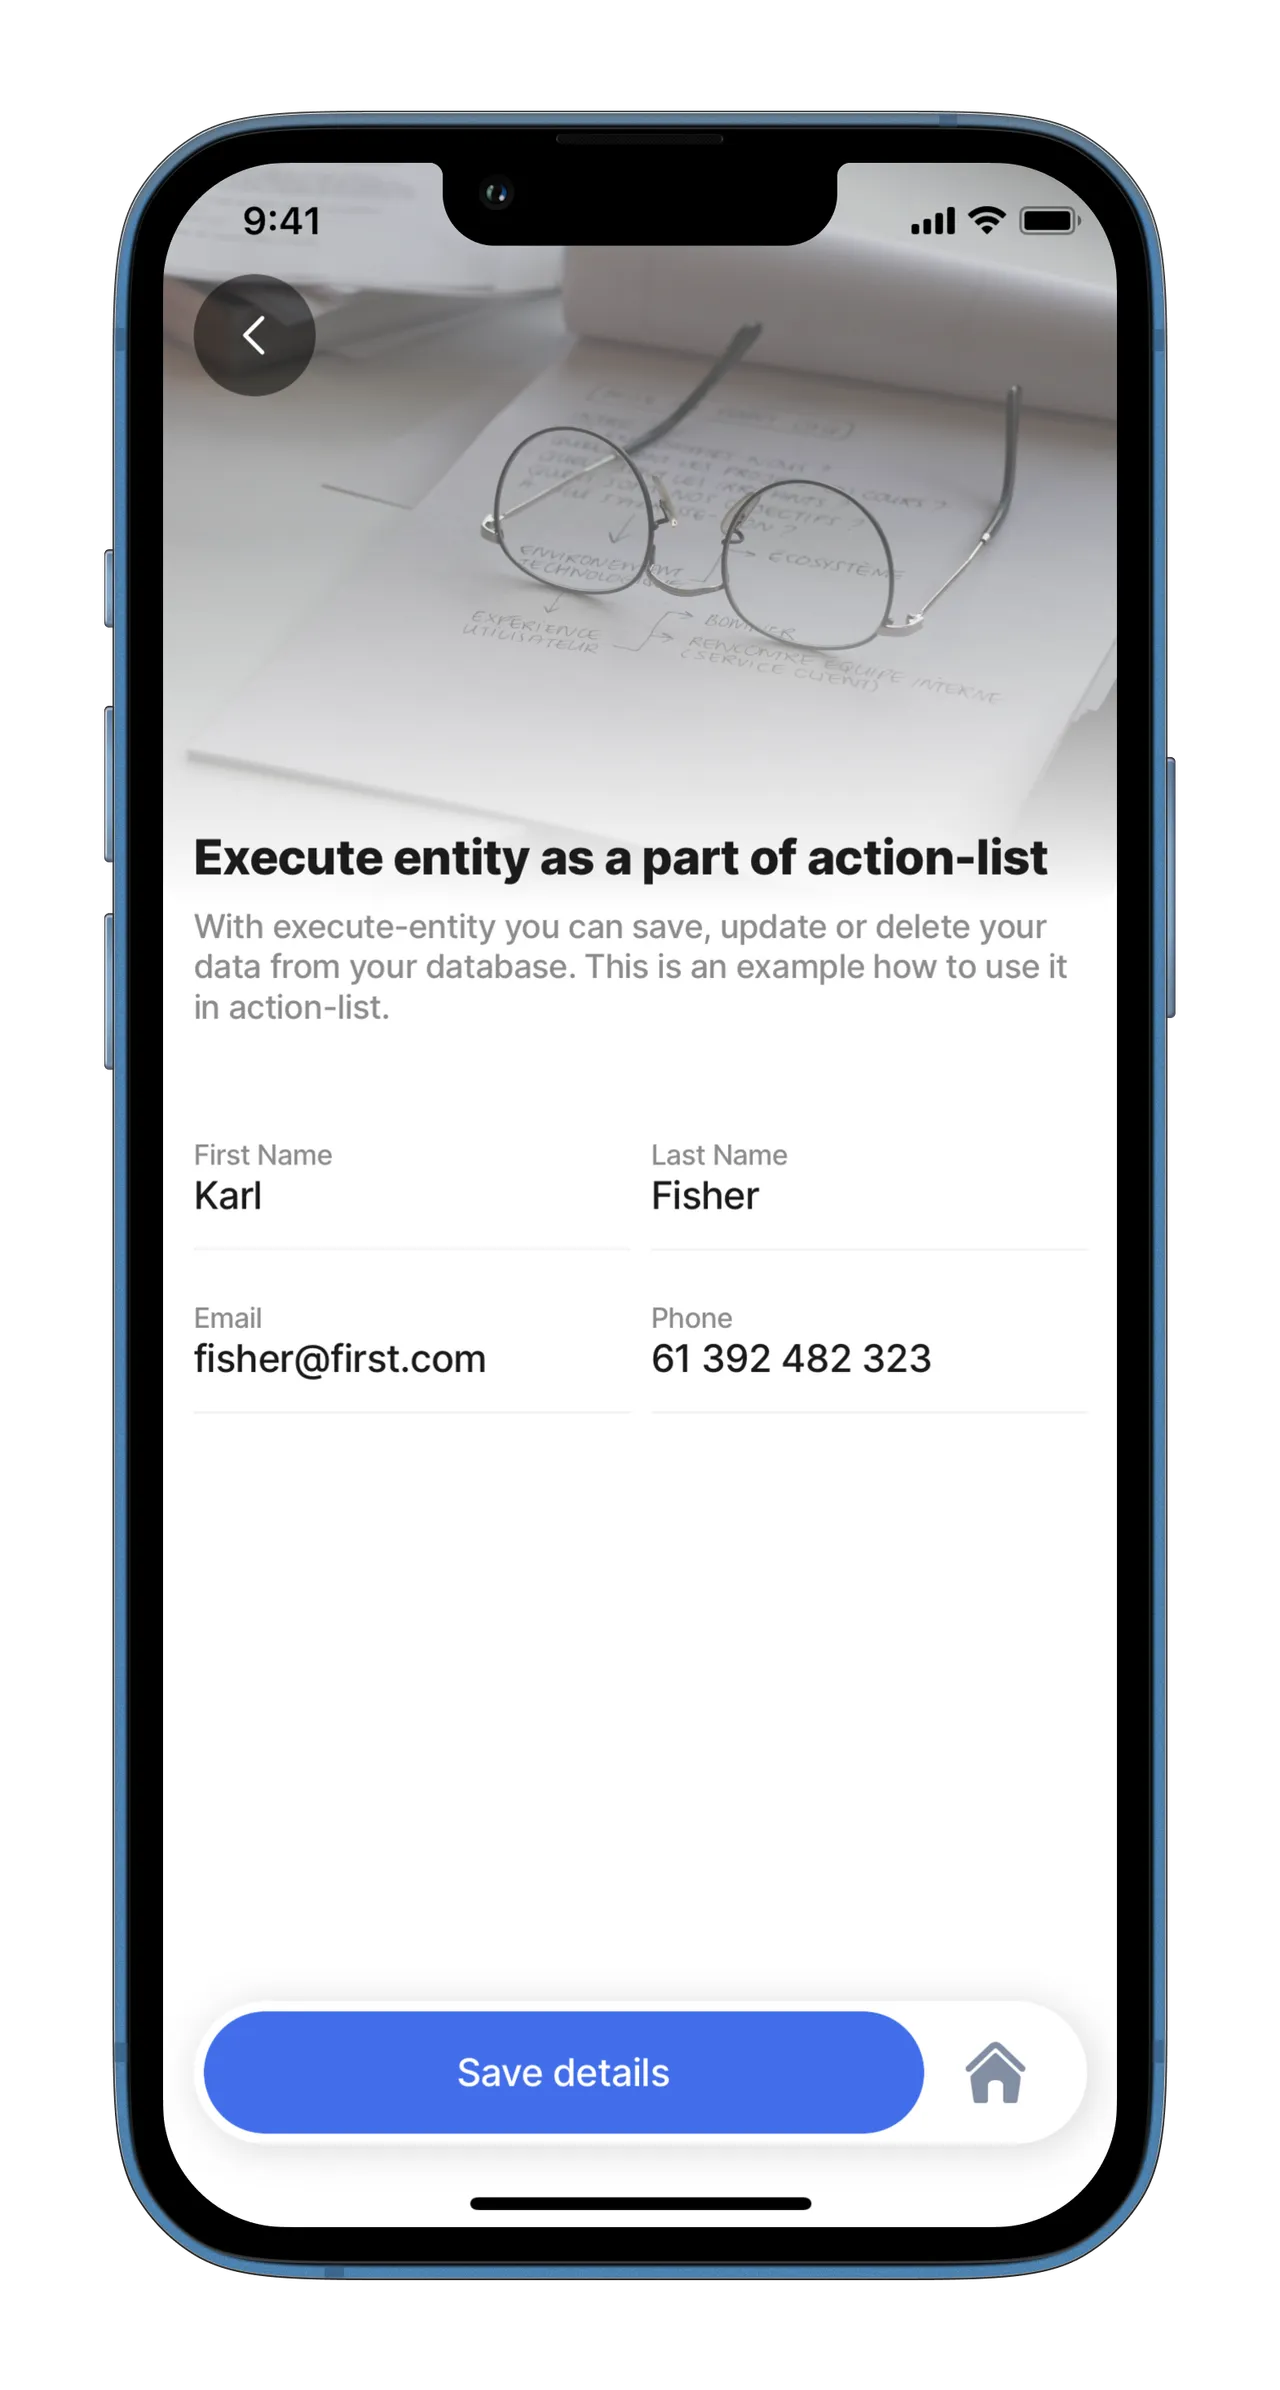 9:41
ENVIRONEMENT
TECHNOLOGIQUE
ECOSYSTÈME
EXPERIENCE
UTILISATEUR
RENCONTRE EQUIPE INTERNE
(SERVICE CLIENT)
Execute entity as a part of action-list
With execute-entity you can save, update or delete your
data from your database. This is an example how to use it
in action-list.
First Name
Last Name
Karl
Fisher
Email
Phone
fisher@first.com
61 392 482 323
Save details